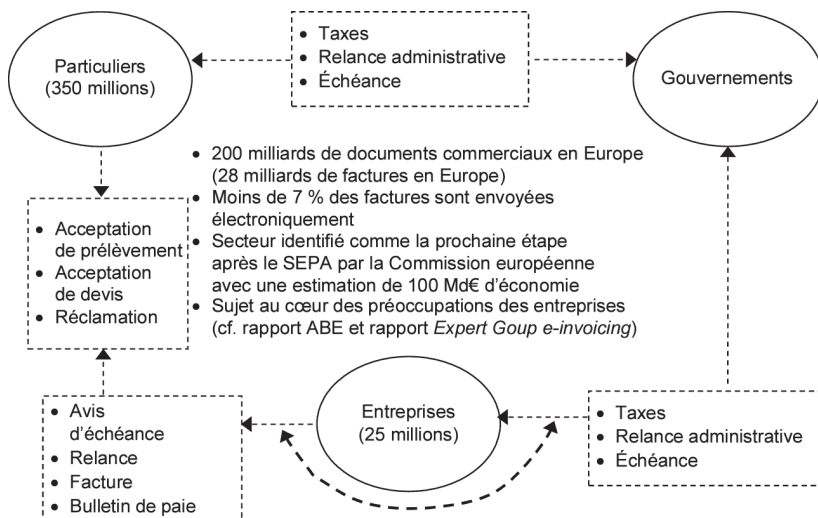 • Taxes
• Relance administrative
• Échéance
Particuliers
(350 millions)
Gouvernements
• 200 milliards de documents commerciaux en Europe
(28 milliards de factures en Europe)
• Moins de 7 % des factures sont envoyées
électroniquement
• Secteur identifié comme la prochaine étape
après le SEPA par la Commission européenne
avec une estimation de 100 Md€ d’économie
• Sujet au cœur des préoccupations des entreprises
(cf. rapport ABE et rapport Expert Goup e-invoicing)
• Acceptation
de prélèvement
• Acceptation
de devis
• Réclamation
• Avis
d’échéance
• Relance
• Facture
• Bulletin de paie
Entreprises
(25 millions)
• Taxes
• Relance administrative
• Échéance